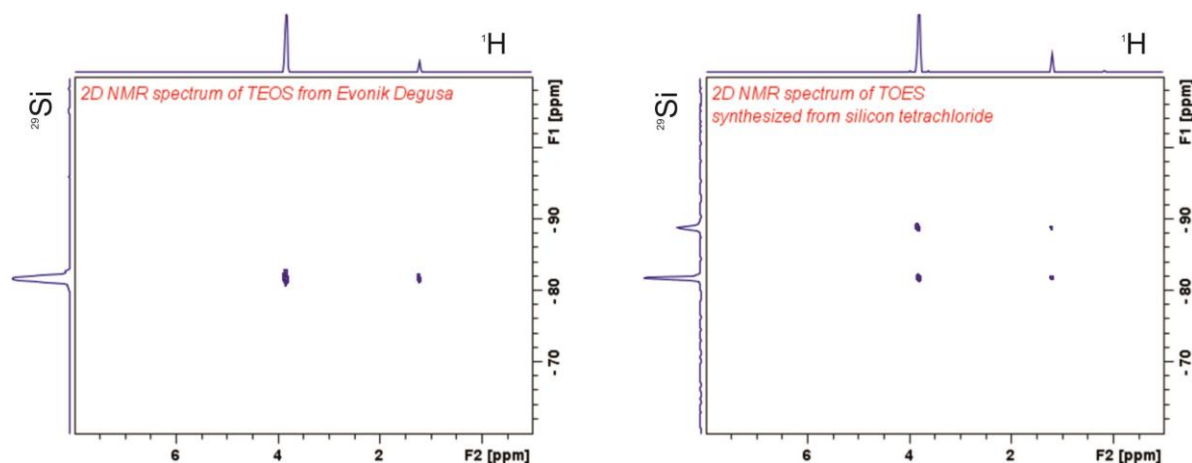 ¹H
²⁹Si
2D NMR spectrum of TEOS from Evonik Degusa
F1 [ppm]
-90
-80
-70
6 4 2 F2 [ppm]
¹H
²⁹Si
2D NMR spectrum of TOES
synthesized from silicon tetrachloride
F1 [ppm]
-90
-80
-70
6 4 2 F2 [ppm]